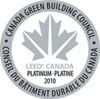 CANADA GREEN BUILDING COUNCIL
LEED® CANADA
PLATINUM·PLATINE
2010
CONSEIL DU BÂTIMENT DURABLE DU CANADA